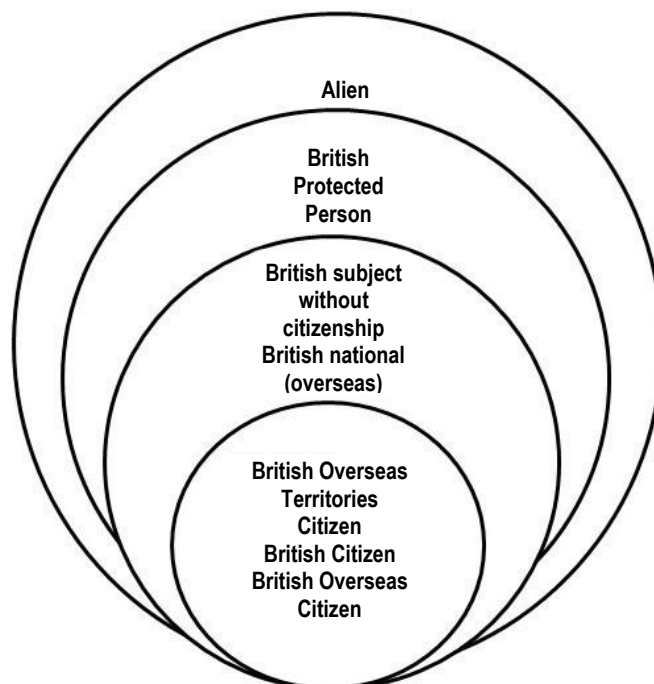 Alien
British
Protected
Person
British subject
without
citizenship
British national
(overseas)
British Overseas
Territories
Citizen
British Citizen
British Overseas
Citizen